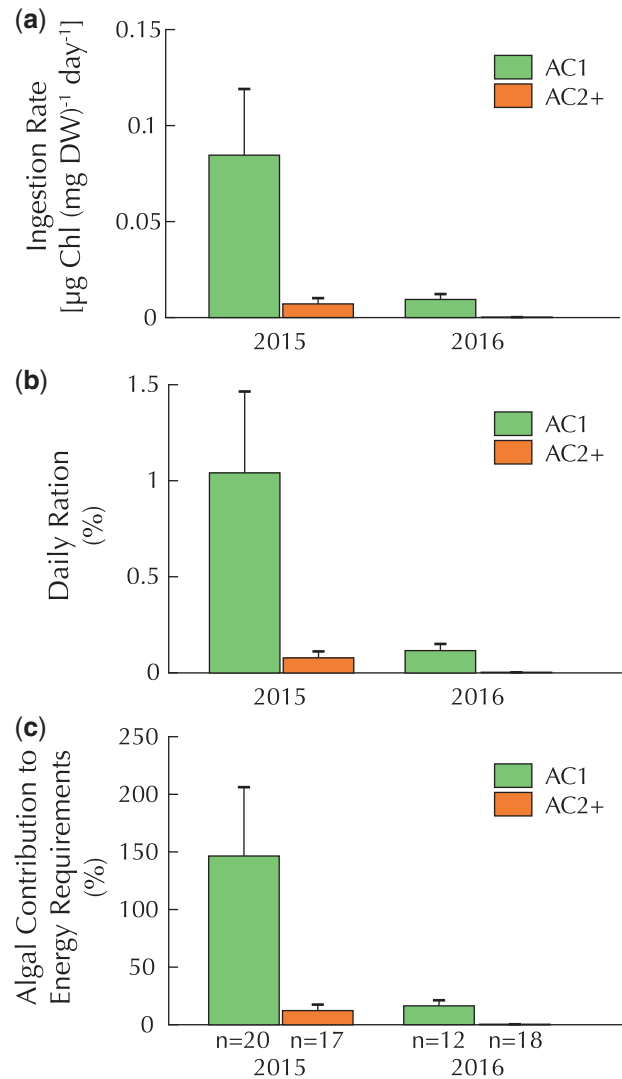 (a)
Ingestion Rate
[µg Chl (mg DW)⁻¹ day⁻¹]
0.15
0.1
0.05
0
AC1
AC2+
2015 2016
(b)
Daily Ration
(%)
1.5
1
0.5
0
AC1
AC2+
2015 2016
(c)
Algal Contribution to
Energy Requirements
(%)
250
200
150
100
50
0
AC1
AC2+
n=20 n=17 n=12 n=18
2015 2016